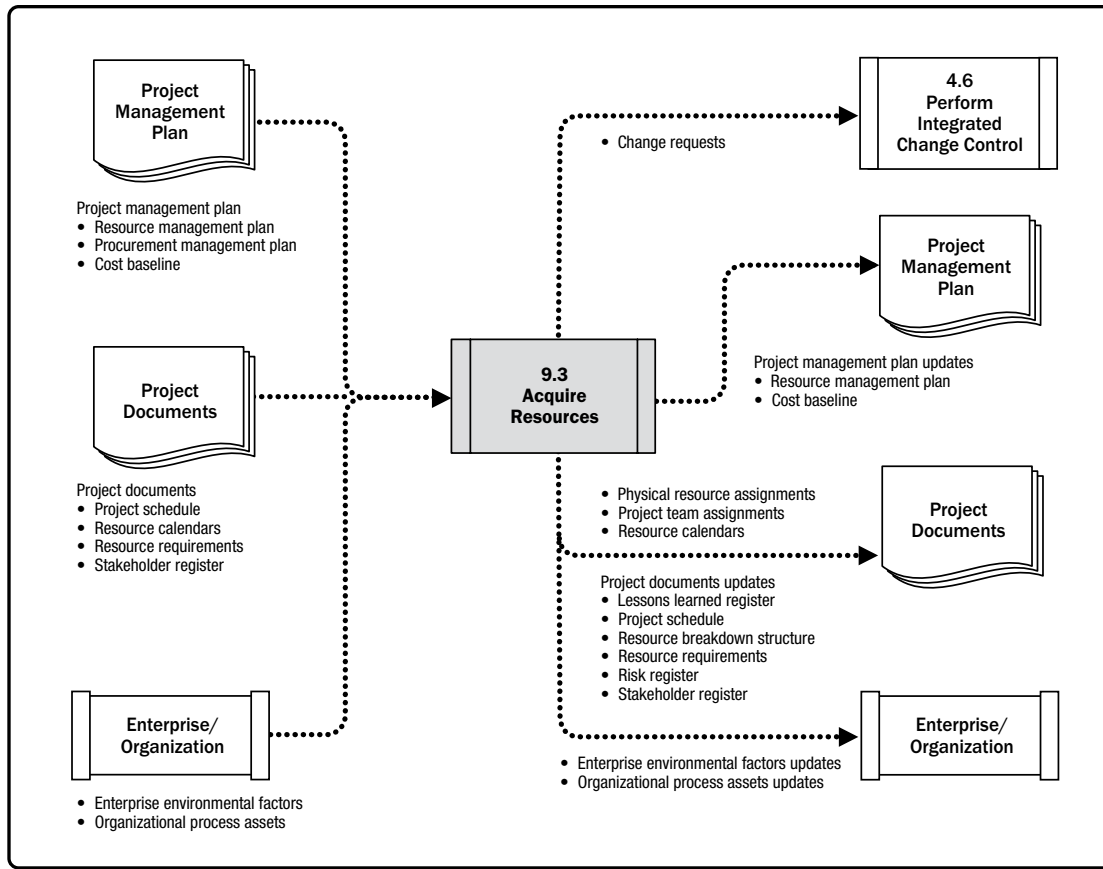 Project
Management
Plan
Project management plan
• Resource management plan
• Procurement management plan
• Cost baseline
Project
Documents
Project documents
• Project schedule
• Resource calendars
• Resource requirements
• Stakeholder register
Enterprise/
Organization
• Enterprise environmental factors
• Organizational process assets
9.3
Acquire
Resources
• Change requests
4.6
Perform
Integrated
Change Control
Project
Management
Plan
Project management plan updates
• Resource management plan
• Cost baseline
• Physical resource assignments
• Project team assignments
• Resource calendars
Project
Documents
Project documents updates
• Lessons learned register
• Project schedule
• Resource breakdown structure
• Resource requirements
• Risk register
• Stakeholder register
Enterprise/
Organization
• Enterprise environmental factors updates
• Organizational process assets updates